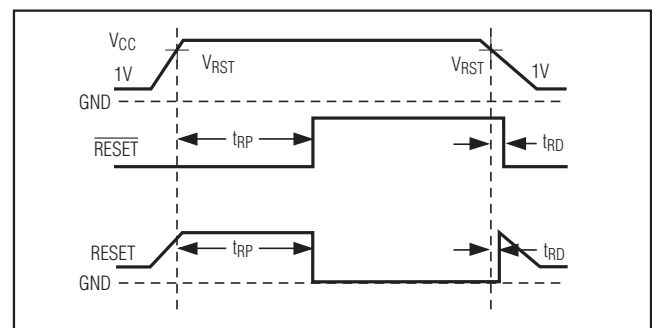 VCC
1V VRST VRST 1V
GND
RESET tRP tRD
RESET tRP tRD
GND